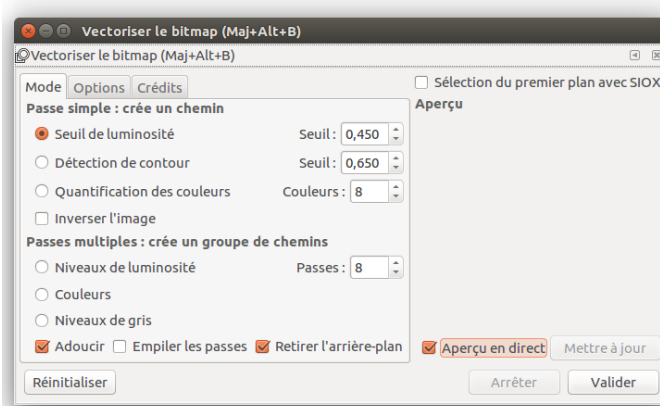 Vectoriser le bitmap (Maj+Alt+B)
Vectoriser le bitmap (Maj+Alt+B)
Mode Options Crédits
Sélection du premier plan avec SIOX
Passe simple : crée un chemin
Aperçu
Seuil de luminosité Seuil : 0,450
Détection de contour Seuil : 0,650
Quantification des couleurs Couleurs : 8
Inverser l'image
Passes multiples : crée un groupe de chemins
Niveaux de luminosité Passes : 8
Couleurs
Niveaux de gris
Adoucir Empiler les passes Retirer l'arrière-plan
Aperçu en direct Mettre à jour
Réinitialiser Arrêter Valider